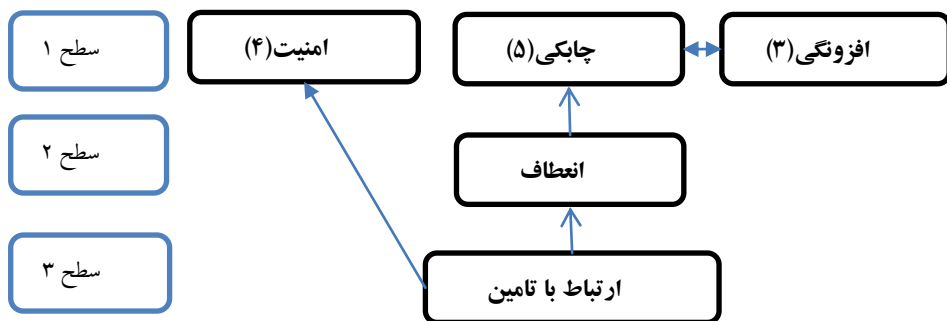 سطح ۱
امنیت(۴)
چابکی(۵)
افزونگی(۳)
سطح ۲
انعطاف
سطح ۳
ارتباط با تامین